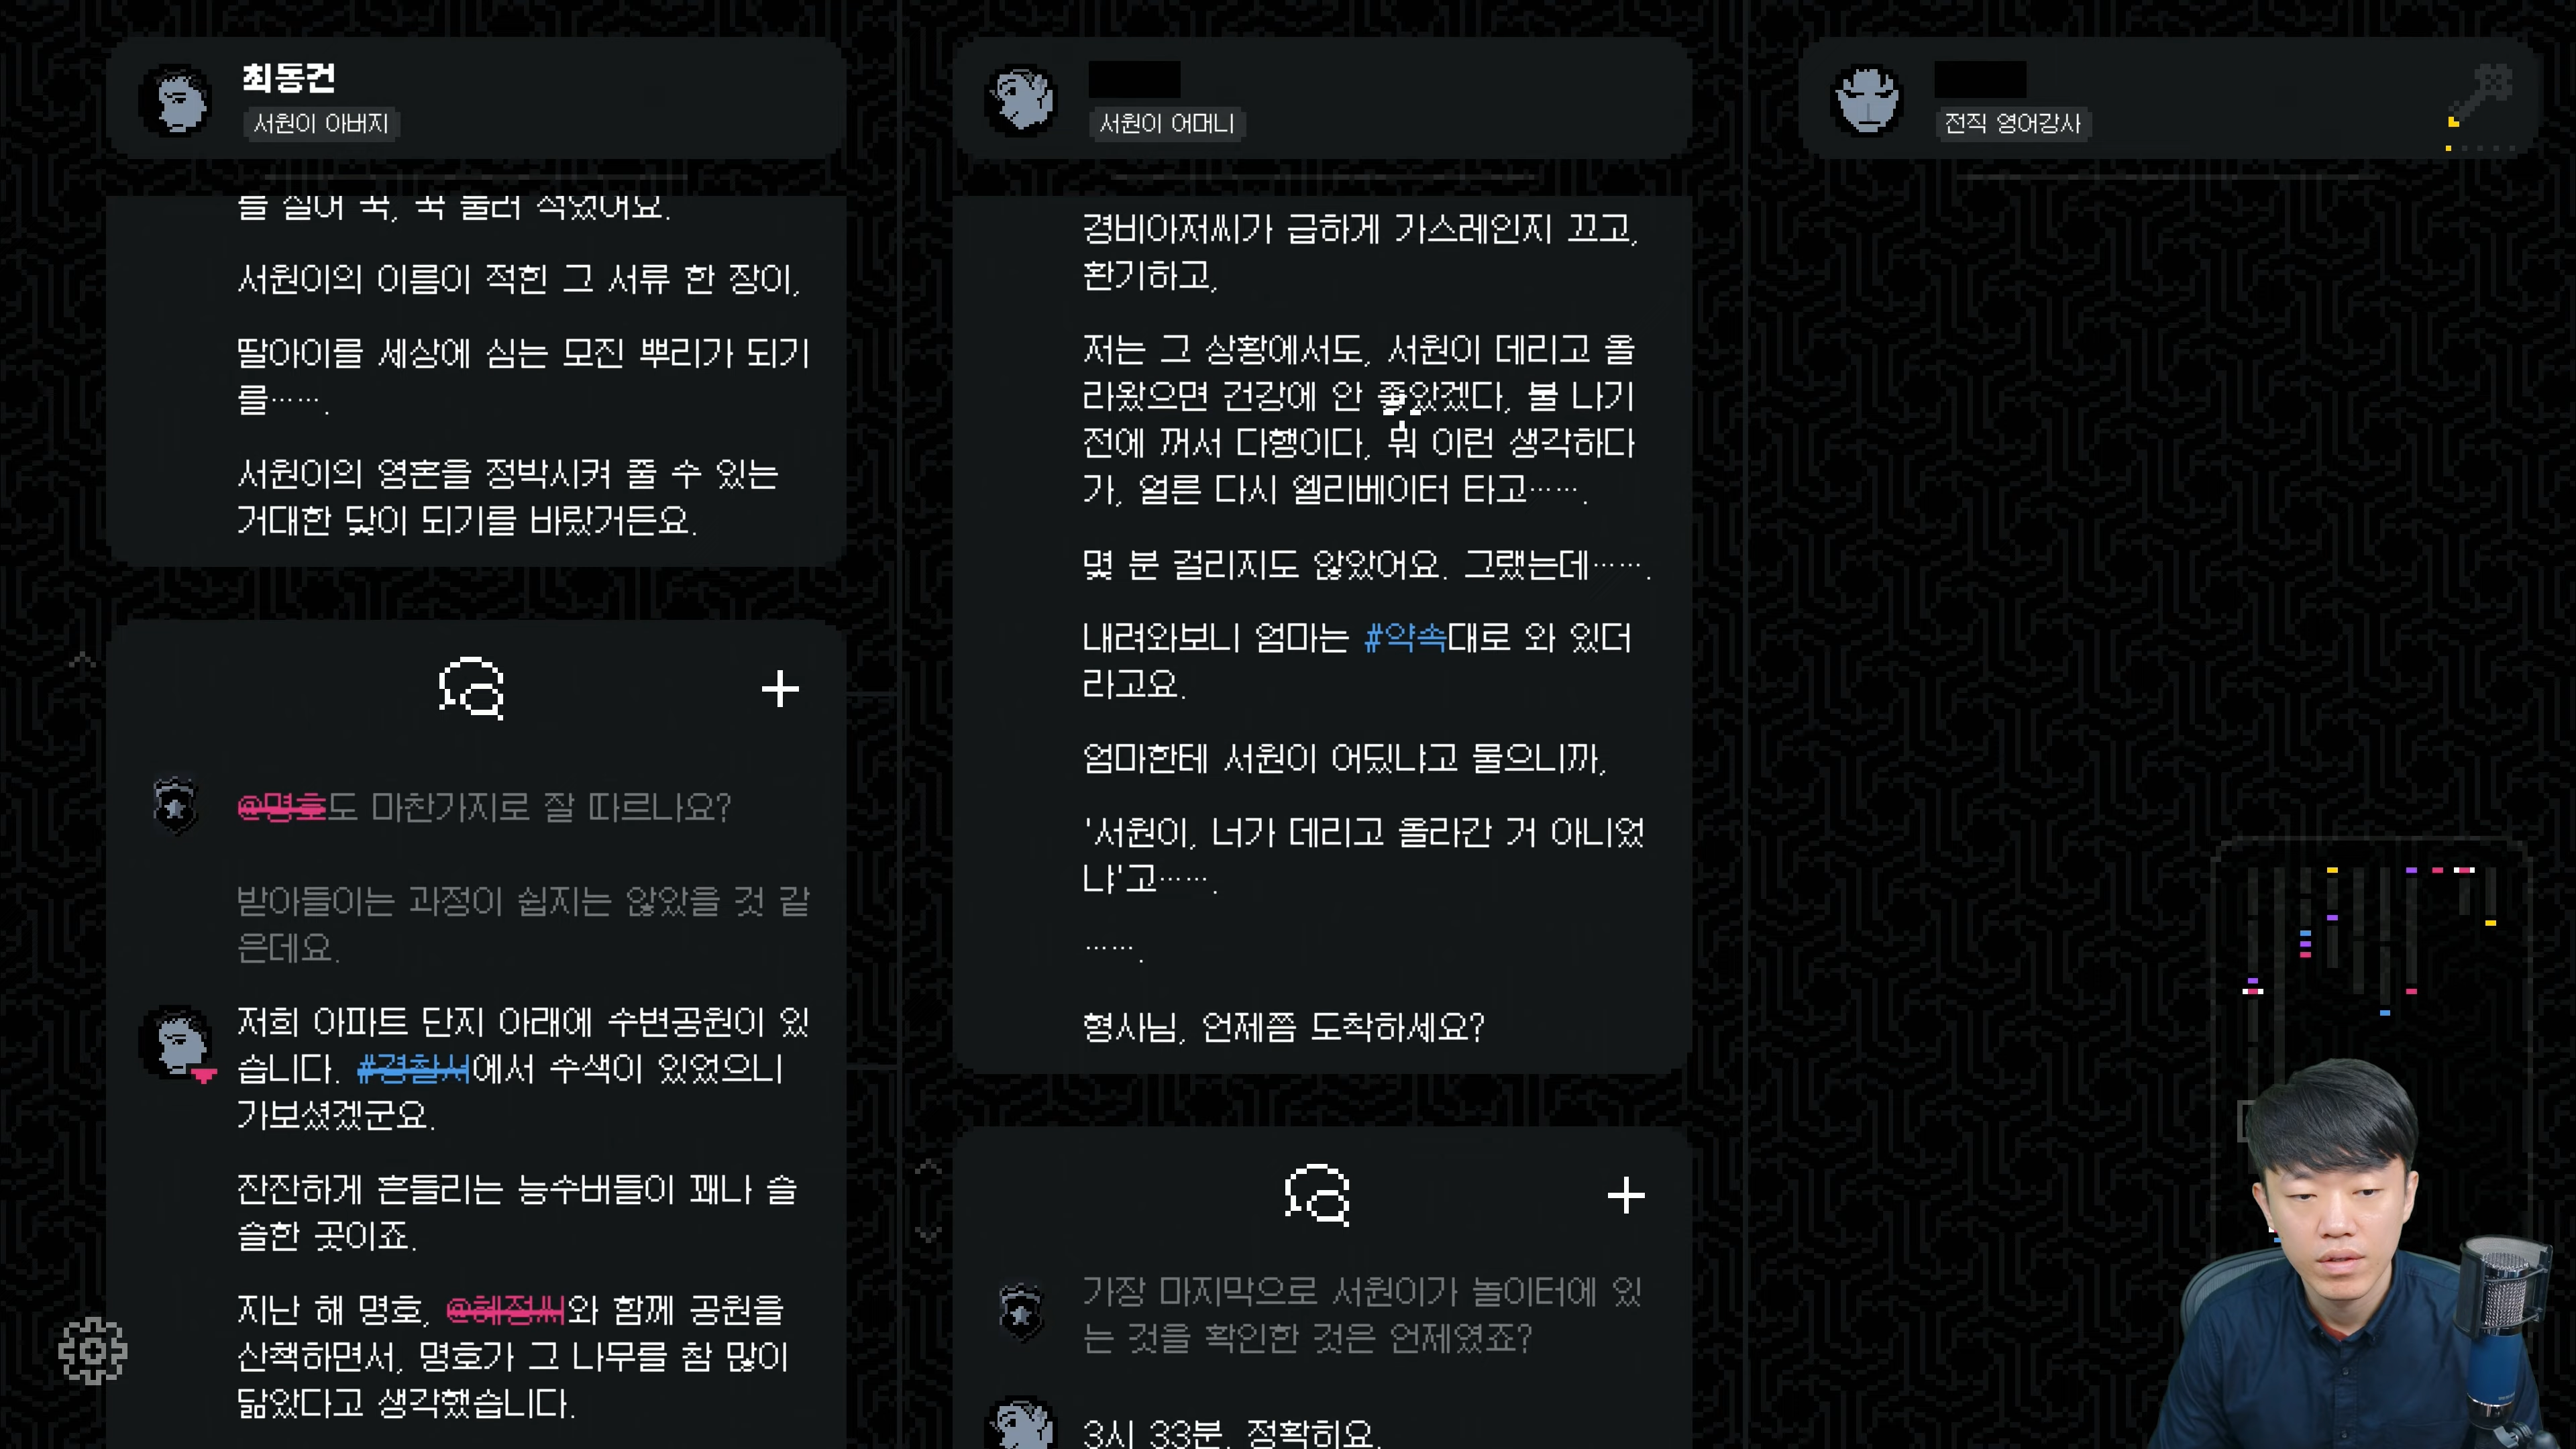 최동건
서원이 아버지
를 실어 꾹, 꾹 눌러 적었어요.
서원이의 이름이 적힌 그 서류 한 장이,
딸아이를 세상에 심는 모진 뿌리가 되기
를…….
서원이의 영혼을 정박시켜 줄 수 있는
거대한 닻이 되기를 바랐거든요.
@명호도 마찬가지로 잘 따르나요?
받아들이는 과정이 쉽지는 않았을 것 같
은데요.
저희 아파트 단지 아래에 수변공원이 있
습니다. #경찰서에서 수색이 있었으니
가보셨겠군요.
잔잔하게 흔들리는 능수버들이 꽤나 쓸
쓸한 곳이죠.
지난 해 명호, @혜정씨와 함께 공원을
산책하면서, 명호가 그 나무를 참 많이
닮았다고 생각했습니다.
서원이 어머니
경비아저씨가 급하게 가스레인지 끄고,
환기하고,
저는 그 상황에서도, 서원이 데리고 올
라왔으면 건강에 안 좋았겠다, 불 나기
전에 꺼서 다행이다, 뭐 이런 생각하다
가, 얼른 다시 엘리베이터 타고…….
몇 분 걸리지도 않았어요. 그랬는데…….
내려와보니 엄마는 #약속대로 와 있더
라고요.
엄마한테 서원이 어딨냐고 물으니까,
'서원이, 너가 데리고 올라간 거 아니었
냐'고…….
…….
형사님, 언제쯤 도착하세요?
가장 마지막으로 서원이가 놀이터에 있
는 것을 확인한 것은 언제였죠?
3시 33분. 정확히요.
전직 영어강사